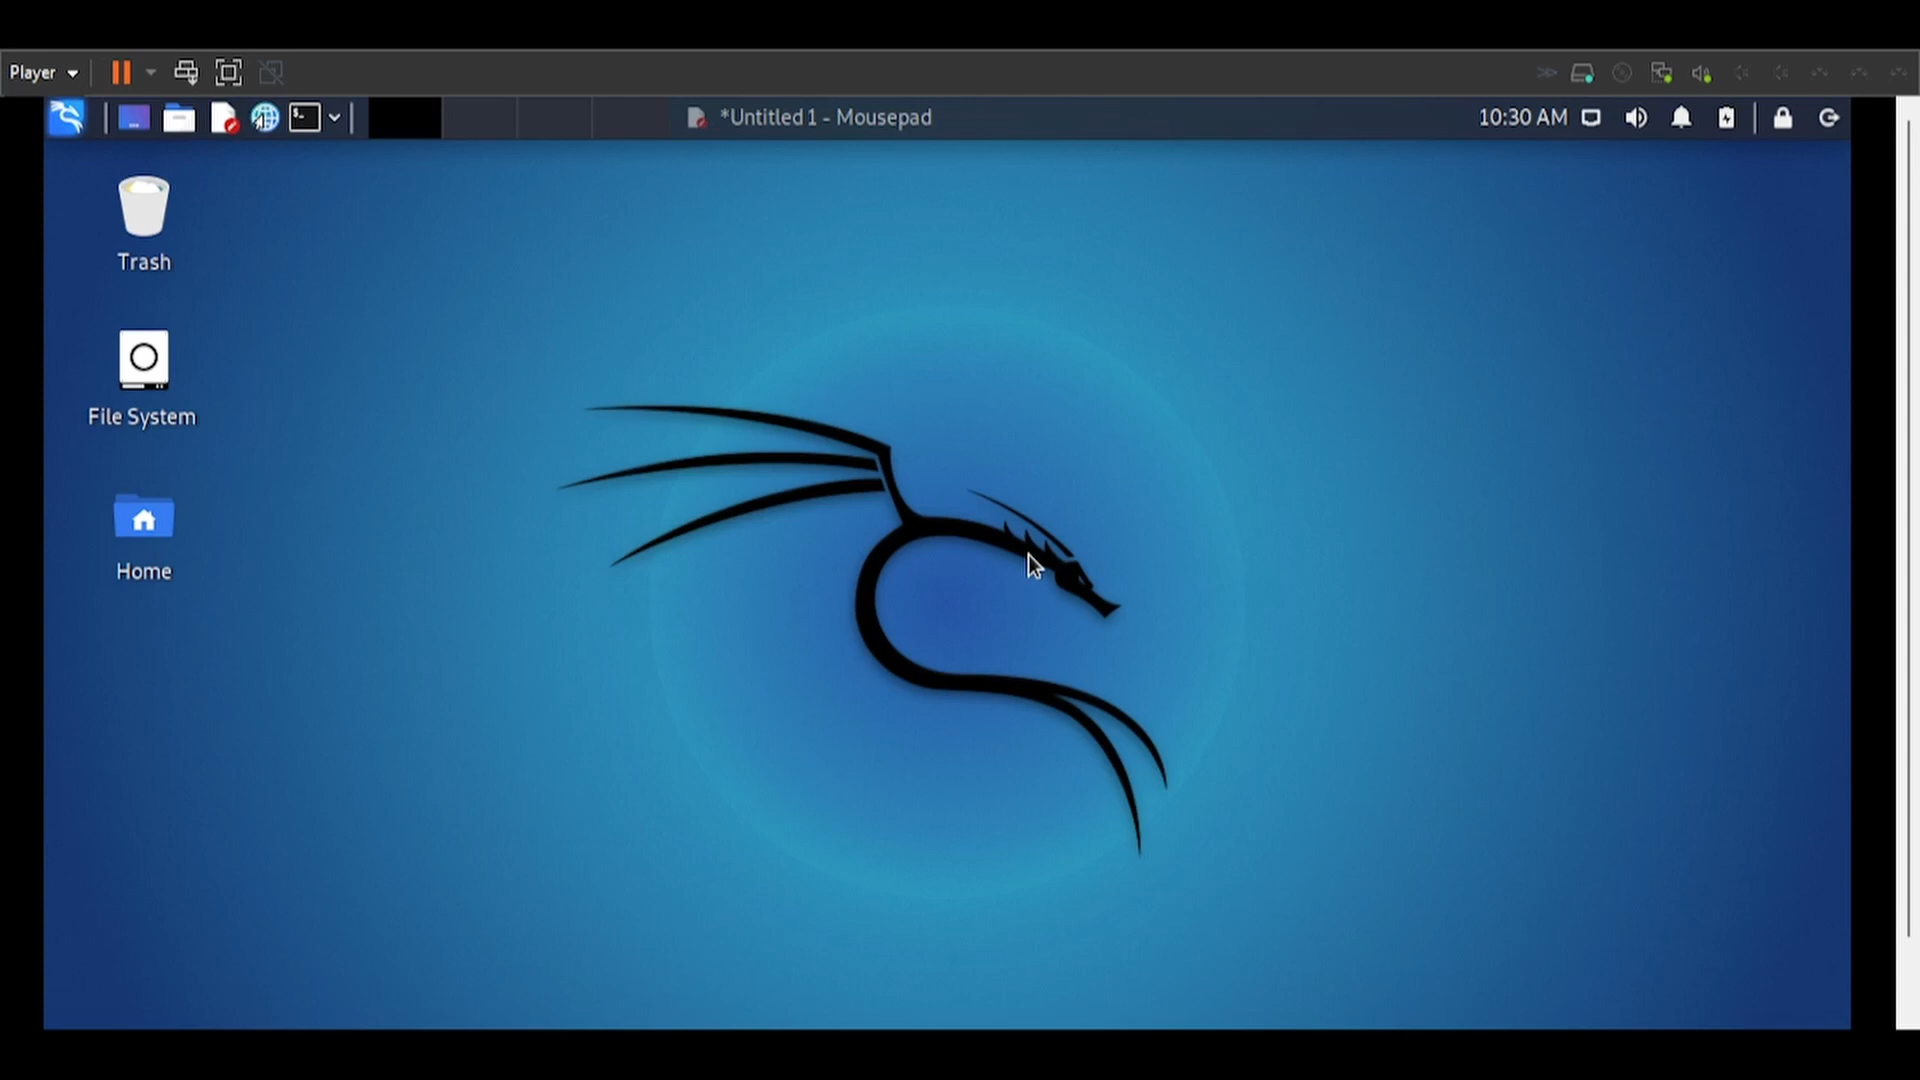 Player
*Untitled 1 - Mousepad
10:30 AM
Trash
File System
Home